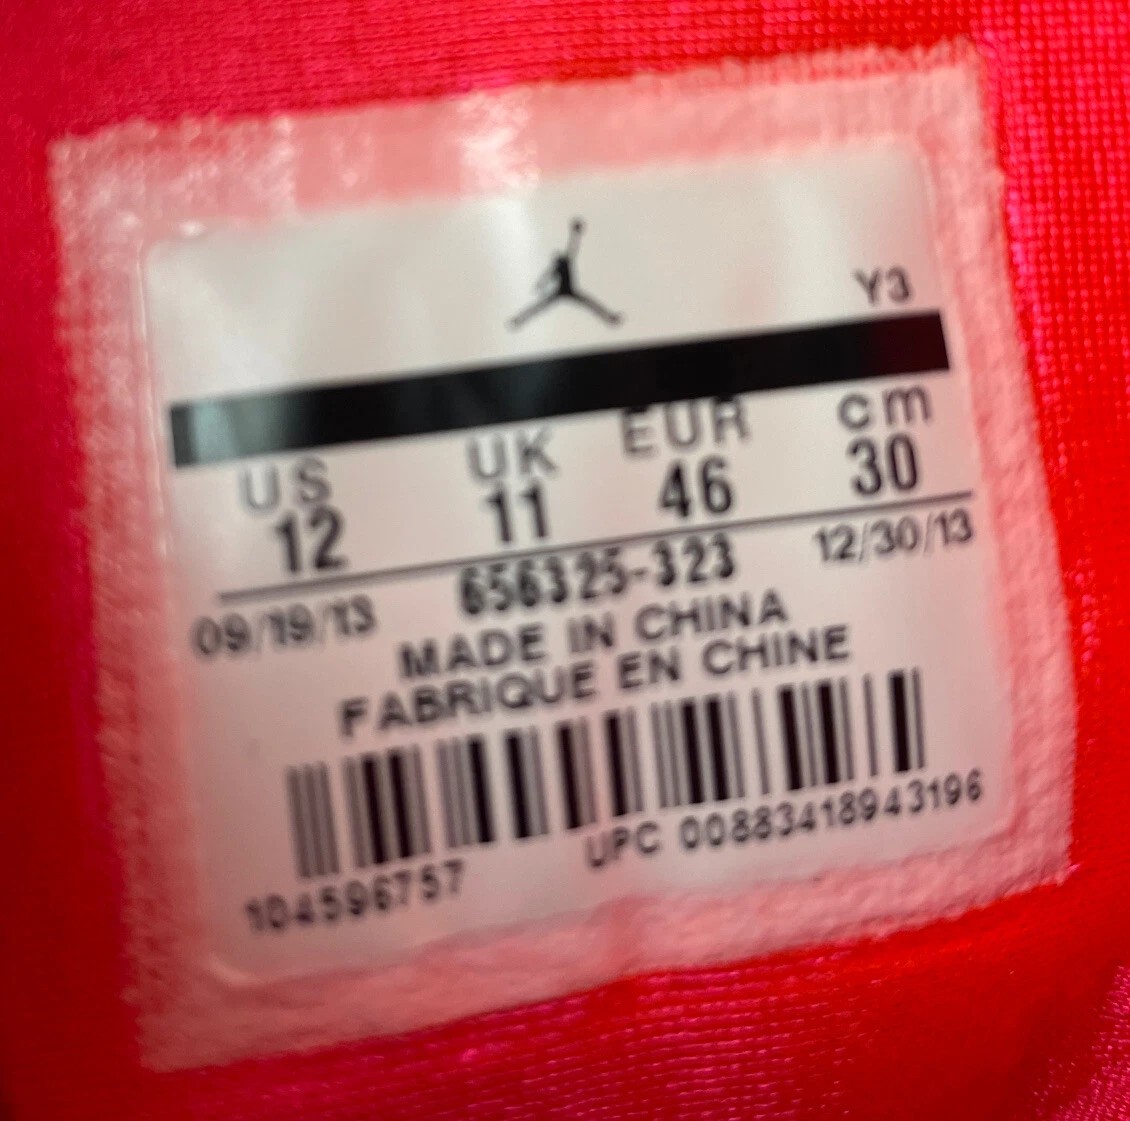 Y3
US UK EUR cm
12 11 46 30
09/19/13 656325-323 12/30/13
MADE IN CHINA
FABRIQUE EN CHINE
104596757 UPC 00883418943196